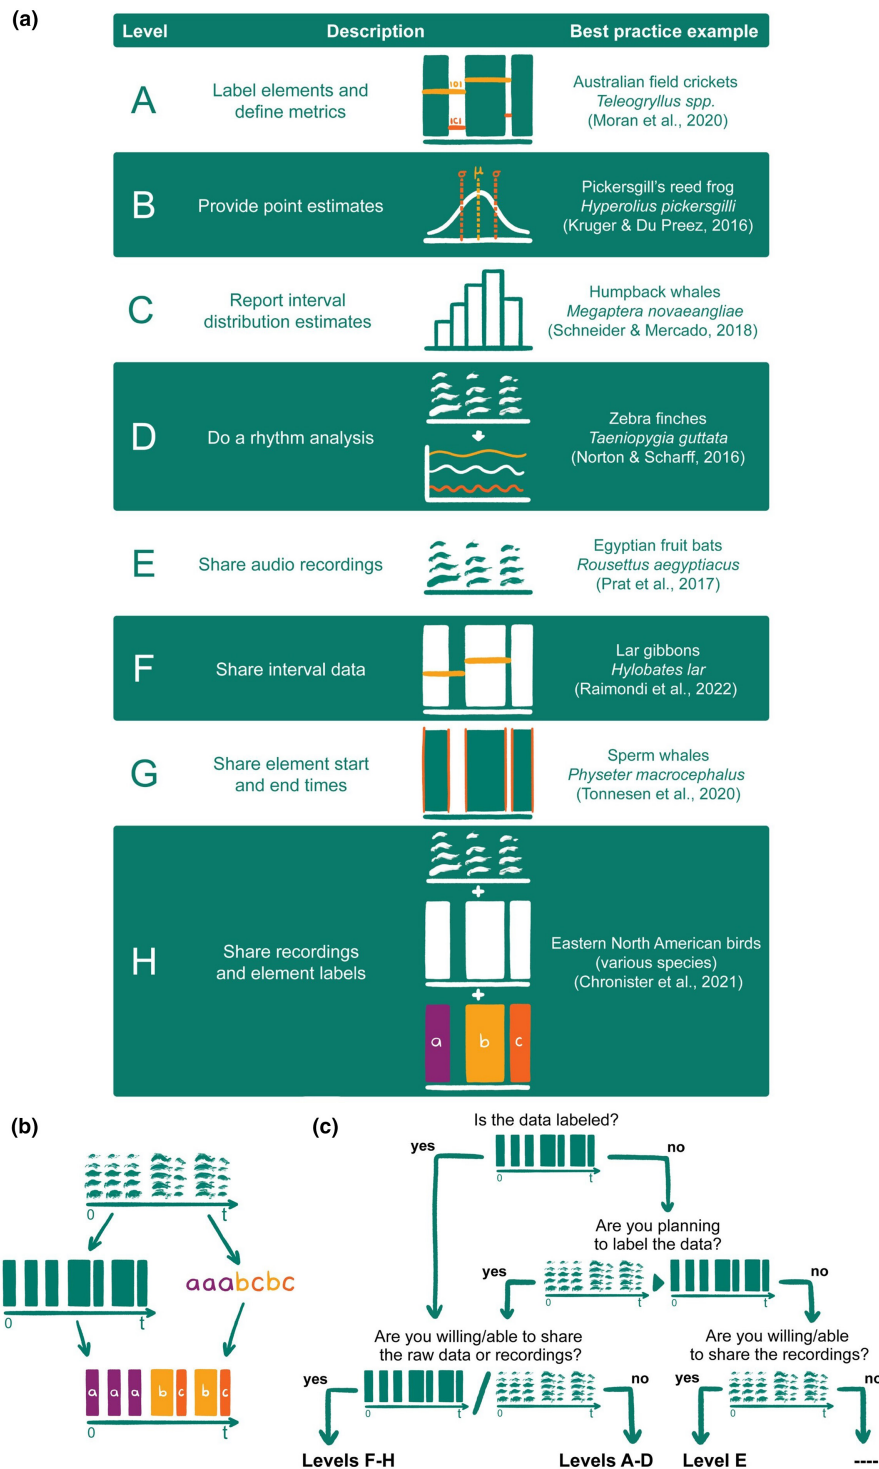 (a)
Level Description Best practice example
A
Label elements and
define metrics
IOI
ICI
Australian field crickets
Teleogryllus spp.
(Moran et al., 2020)
B
Provide point estimates
σ μ σ
Pickersgill's reed frog
Hyperolius pickersgilli
(Kruger & Du Preez, 2016)
C
Report interval
distribution estimates
Humpback whales
Megaptera novaeangliae
(Schneider & Mercado, 2018)
D
Do a rhythm analysis
Zebra finches
Taeniopygia guttata
(Norton & Scharff, 2016)
E
Share audio recordings
Egyptian fruit bats
Rousettus aegyptiacus
(Prat et al., 2017)
F
Share interval data
Lar gibbons
Hylobates lar
(Raimondi et al., 2022)
G
Share element start
and end times
Sperm whales
Physeter macrocephalus
(Tonnesen et al., 2020)
H
Share recordings
and element labels
+
+
a b c
Eastern North American birds
(various species)
(Chronister et al., 2021)
(b)
0 t
aaabcbc
0 t
a a a b c b c
0 t
(c)
Is the data labeled?
yes
no
0 t
Are you planning
to label the data?
yes
no
0 t
0 t
Are you willing/able to share
the raw data or recordings?
yes
no
0 t
/
0 t
Levels F-H
Levels A-D
Are you willing/able
to share the recordings?
yes
no
0 t
Level E
----